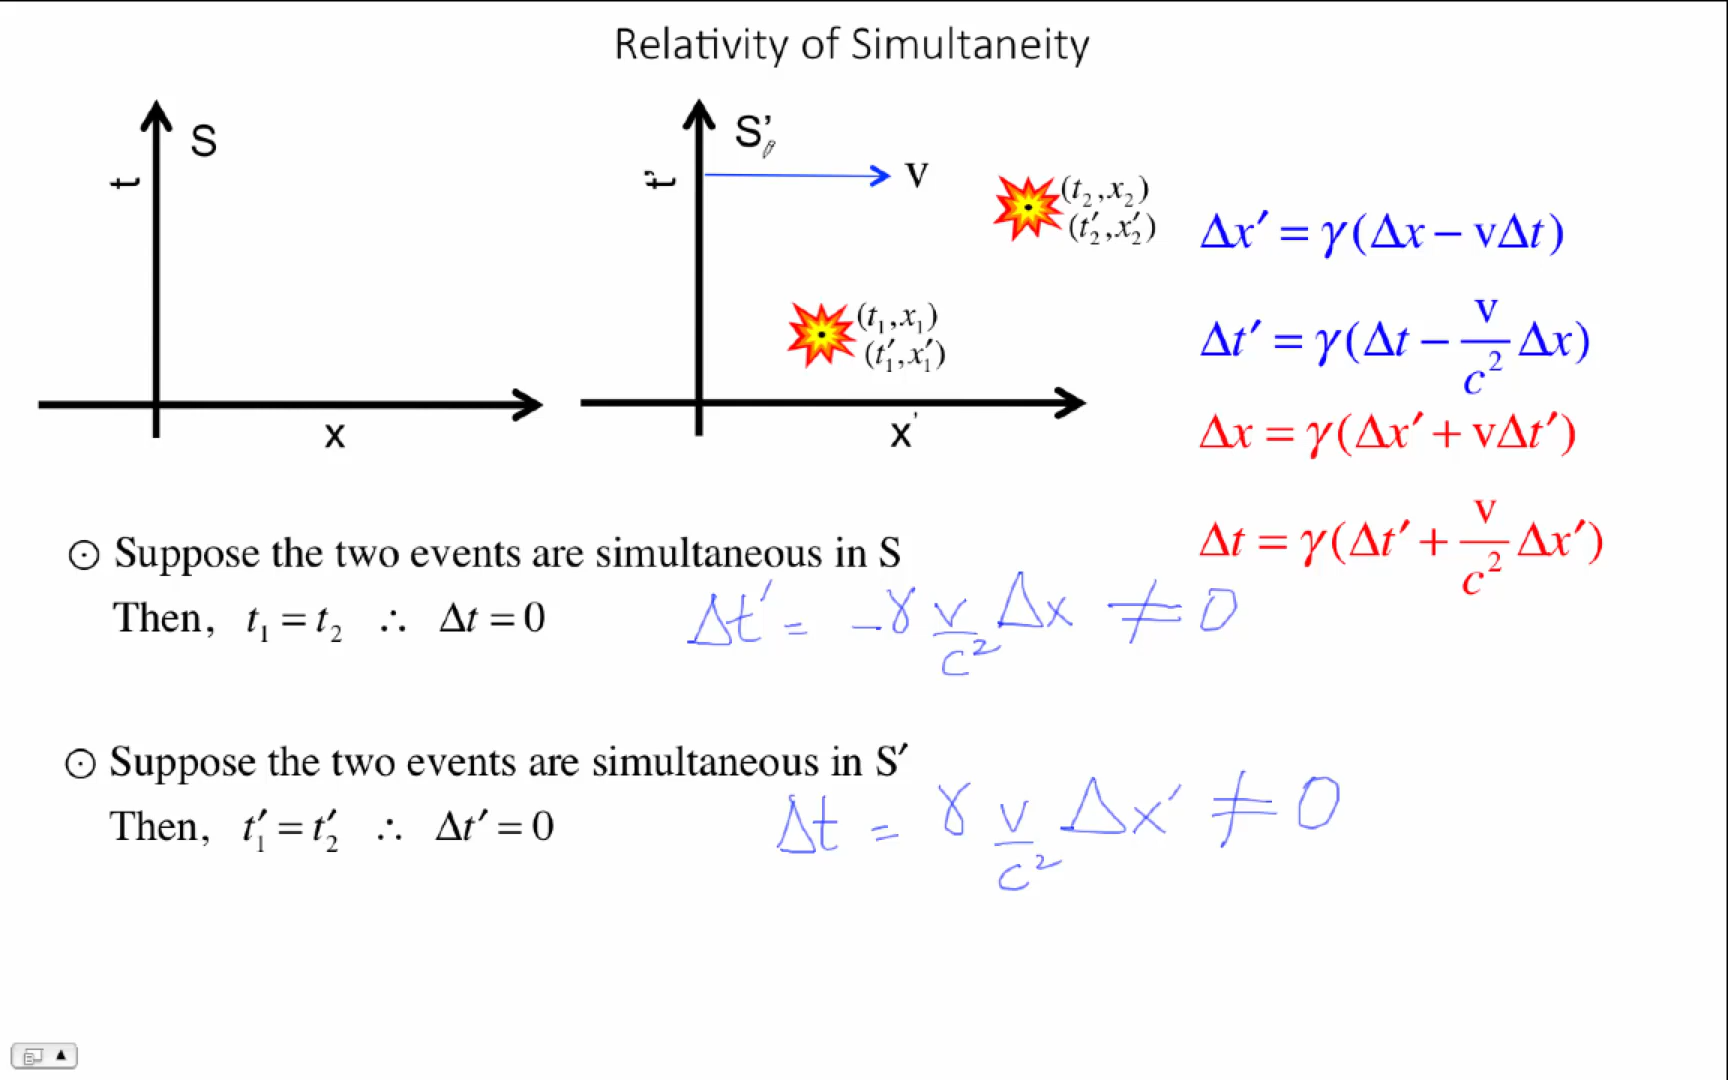 Relativity of Simultaneity
S
t
x
S'
t'
v
x'
(t₂,x₂)
(t′₂,x′₂)
(t₁,x₁)
(t′₁,x′₁)
Δx′ = γ(Δx − vΔt)
Δt′ = γ(Δt − v/c² Δx)
Δx = γ(Δx′ + vΔt′)
Δt = γ(Δt′ + v/c² Δx′)
⊙ Suppose the two events are simultaneous in S
Then, t₁ = t₂ ∴ Δt = 0
Δt′ = −γ v/c² Δx ≠ 0
⊙ Suppose the two events are simultaneous in S′
Then, t′₁ = t′₂ ∴ Δt′ = 0
Δt = γ v/c² Δx′ ≠ 0